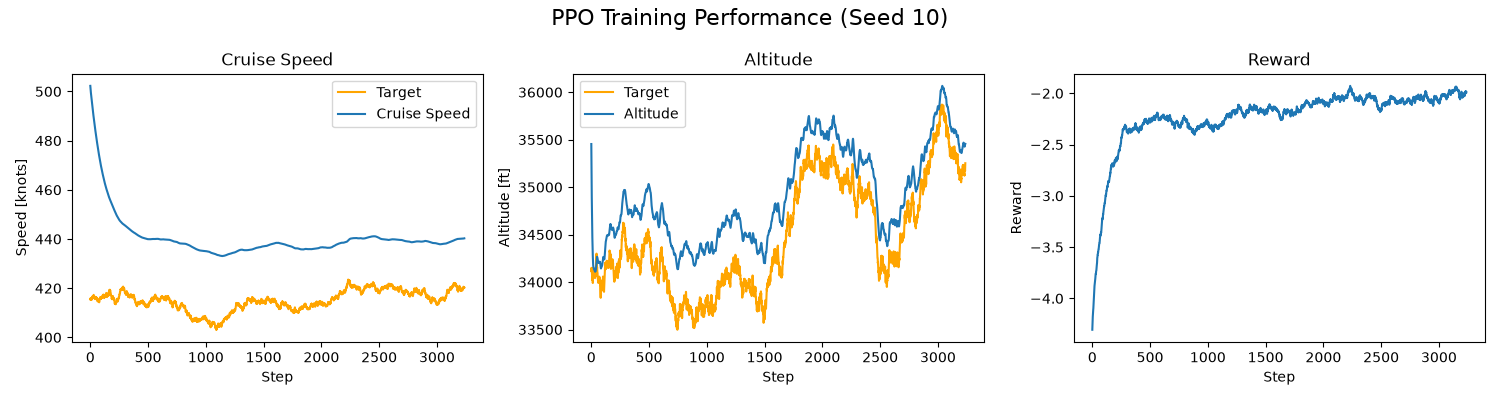 PPO Training Performance (Seed 10)
Cruise Speed
Target
Cruise Speed
Speed [knots]
500
480
460
440
420
400
0 500 1000 1500 2000 2500 3000
Step
Altitude
Target
Altitude
Altitude [ft]
36000
35500
35000
34500
34000
33500
0 500 1000 1500 2000 2500 3000
Step
Reward
Reward
−2.0
−2.5
−3.0
−3.5
−4.0
0 500 1000 1500 2000 2500 3000
Step